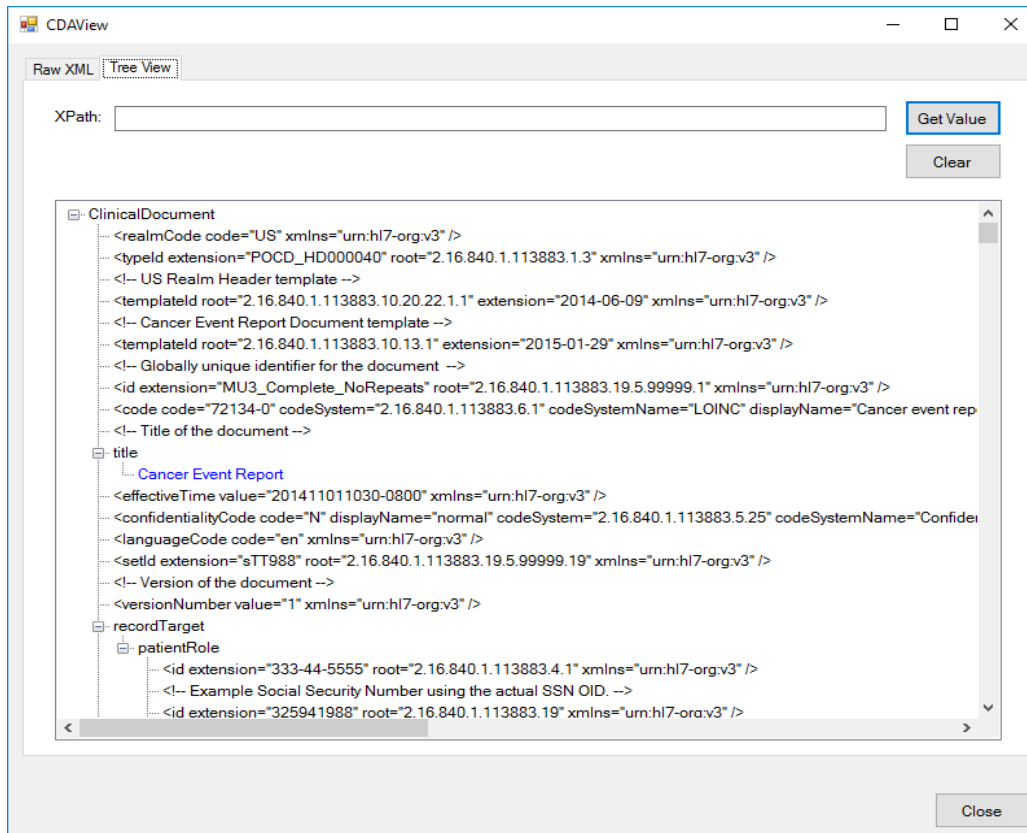 CDAView
Raw XML Tree View
XPath: Get Value
Clear
ClinicalDocument
<realmCode code="US" xmlns="urn:hl7-org:v3" />
<typeId extension="POCD_HD000040" root="2.16.840.1.113883.1.3" xmlns="urn:hl7-org:v3" />
<!-- US Realm Header template -->
<templateId root="2.16.840.1.113883.10.20.22.1.1" extension="2014-06-09" xmlns="urn:hl7-org:v3" />
<!-- Cancer Event Report Document template -->
<templateId root="2.16.840.1.113883.10.13.1" extension="2015-01-29" xmlns="urn:hl7-org:v3" />
<!-- Globally unique identifier for the document -->
<id extension="MU3_Complete_NoRepeats" root="2.16.840.1.113883.19.5.99999.1" xmlns="urn:hl7-org:v3" />
<code code="72134-0" codeSystem="2.16.840.1.113883.6.1" codeSystemName="LOINC" displayName="Cancer event rep
<!-- Title of the document -->
title
Cancer Event Report
<effectiveTime value="201411011030-0800" xmlns="urn:hl7-org:v3" />
<confidentialityCode code="N" displayName="normal" codeSystem="2.16.840.1.113883.5.25" codeSystemName="Confider
<languageCode code="en" xmlns="urn:hl7-org:v3" />
<setId extension="sTT988" root="2.16.840.1.113883.19.5.99999.19" xmlns="urn:hl7-org:v3" />
<!-- Version of the document -->
<versionNumber value="1" xmlns="urn:hl7-org:v3" />
recordTarget
patientRole
<id extension="333-44-5555" root="2.16.840.1.113883.4.1" xmlns="urn:hl7-org:v3" />
<!-- Example Social Security Number using the actual SSN OID. -->
<id extension="325941988" root="2.16.840.1.113883.19" xmlns="urn:hl7-org:v3" />
Close